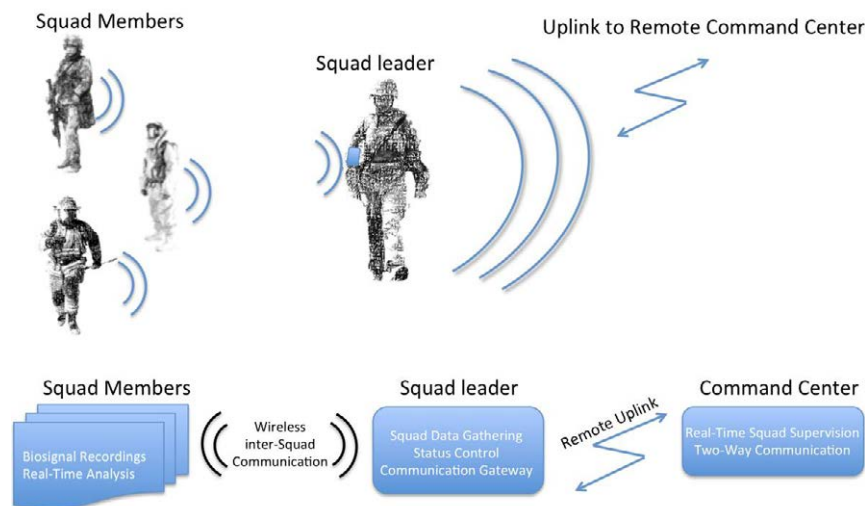 Squad Members
Uplink to Remote Command Center
Squad leader
Squad Members
Squad leader
Command Center
Wireless
inter-Squad
Communication
Remote Uplink
Biosignal Recordings
Real-Time Analysis
Squad Data Gathering
Status Control
Communication Gateway
Real-Time Squad Supervision
Two-Way Communication